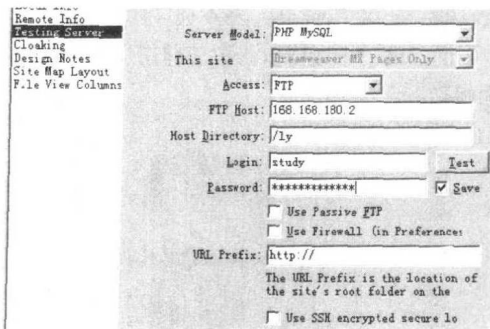 Remote Info
Testing Server
Cloaking
Design Notes
Site Map Layout
File View Columns
Server Model: PHP MySQL
This site Dreamweaver MX Pages Only
Access: FTP
FTP Host: 168.168.180.2
Host Directory: /ly
Login: study Test
Password: ************* Save
Use Passive FTP
Use Firewall (in Preferences
URL Prefix: http://
The URL Prefix is the location of
the site's root folder on the
Use SSH encrypted secure lo